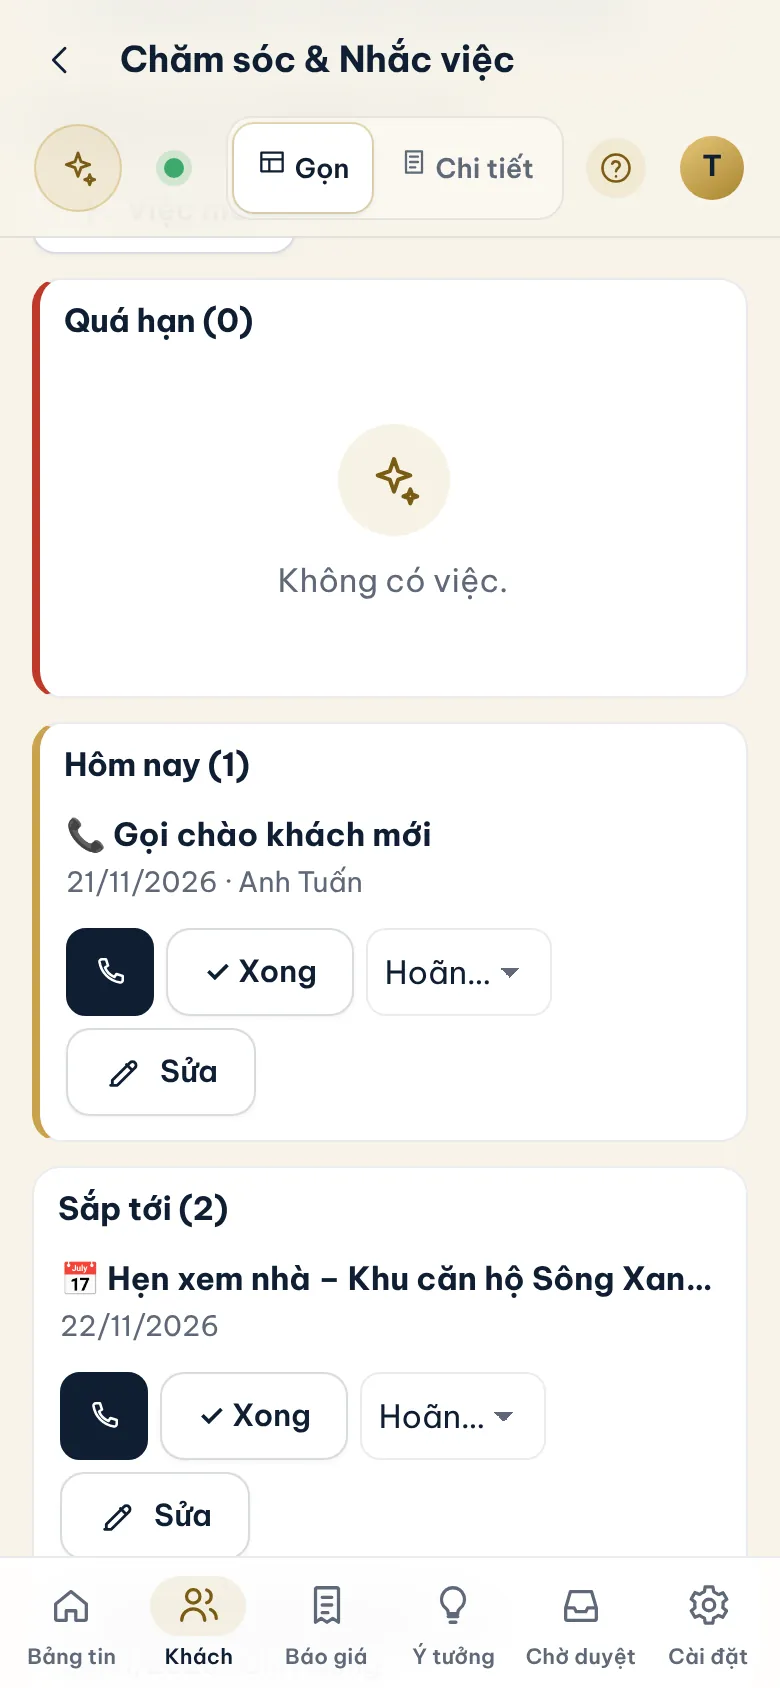 Chăm sóc & Nhắc việc
Gọn
Chi tiết
T
Quá hạn (0)
Không có việc.
Hôm nay (1)
Gọi chào khách mới
21/11/2026 · Anh Tuấn
✓ Xong
Hoãn...
Sửa
Sắp tới (2)
Hẹn xem nhà – Khu căn hộ Sông Xan...
22/11/2026
✓ Xong
Hoãn...
Sửa
Bảng tin
Khách
Báo giá
Ý tưởng
Chờ duyệt
Cài đặt